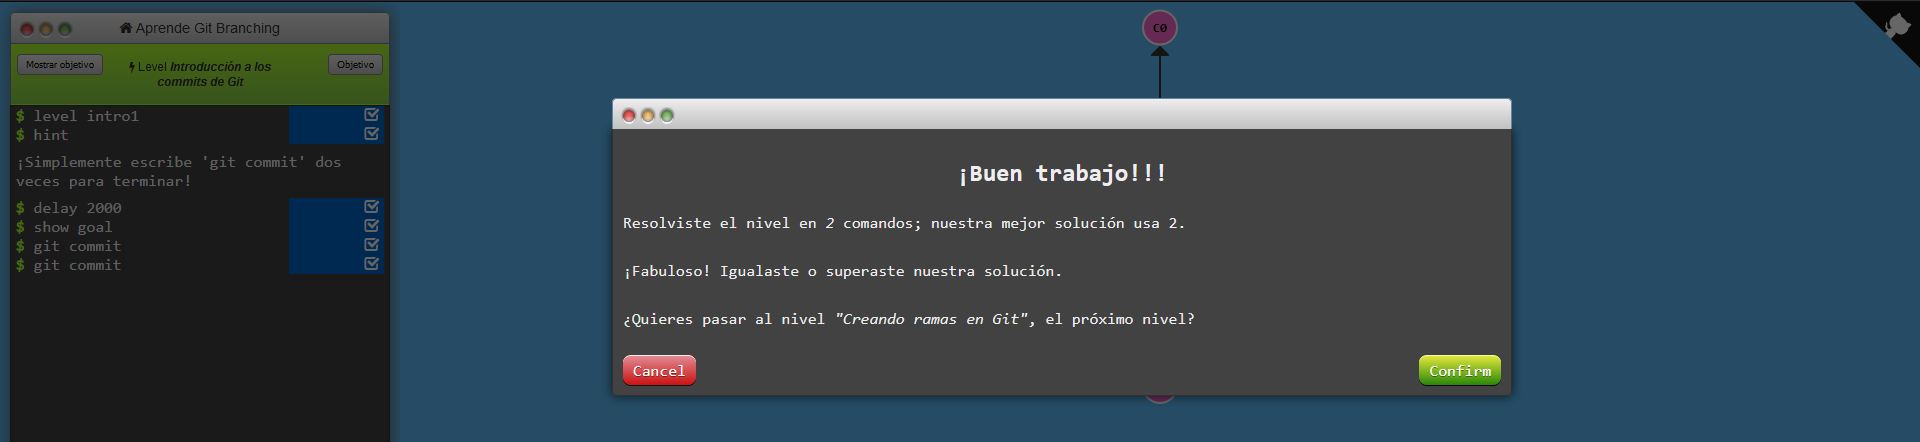 Aprende Git Branching
Mostrar objetivo
Level Introducción a los
commits de Git
Objetivo
$ level intro1
$ hint
¡Simplemente escribe 'git commit' dos
veces para terminar!
$ delay 2000
$ show goal
$ git commit
$ git commit
C0
¡Buen trabajo!!!
Resolviste el nivel en 2 comandos; nuestra mejor solución usa 2.
¡Fabuloso! Igualaste o superaste nuestra solución.
¿Quieres pasar al nivel "Creando ramas en Git", el próximo nivel?
Cancel
Confirm